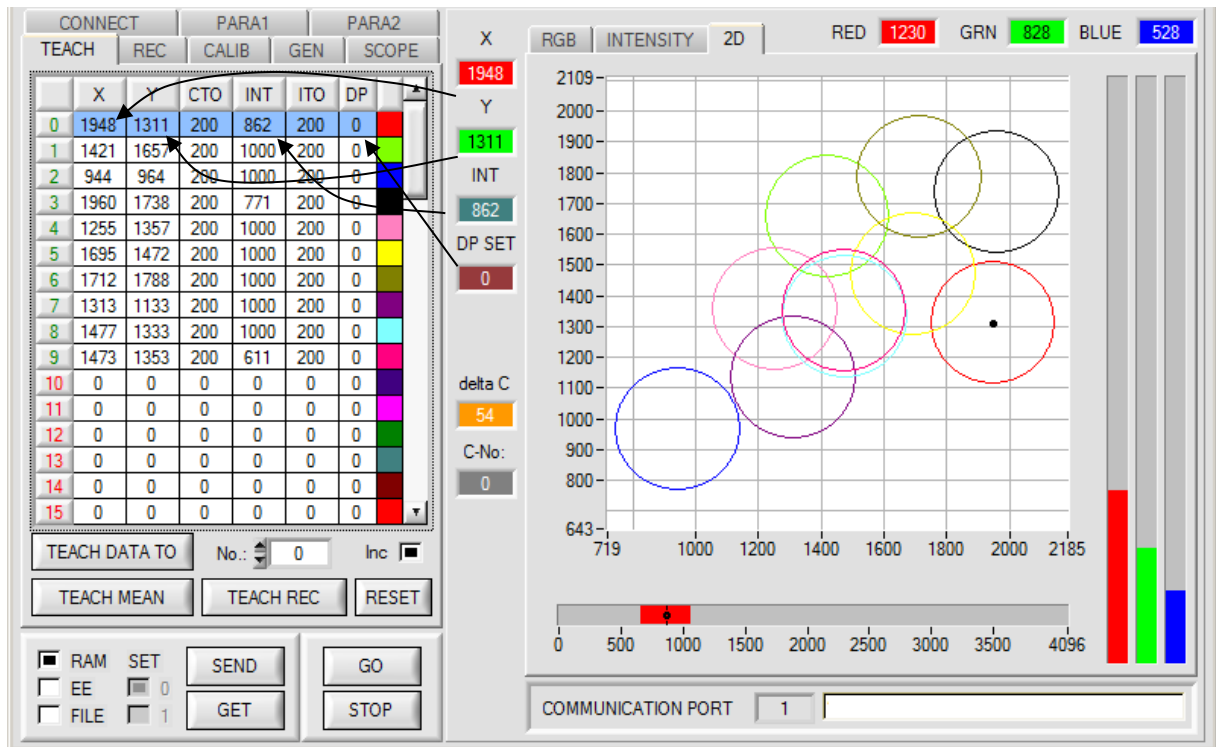 CONNECT PARA1 PARA2
TEACH REC CALIB GEN SCOPE
X Y CTO INT ITO DP
0 1948 1311 200 862 200 0
1 1421 1657 200 1000 200 0
2 944 964 200 1000 200 0
3 1960 1738 200 771 200 0
4 1255 1357 200 1000 200 0
5 1695 1472 200 1000 200 0
6 1712 1788 200 1000 200 0
7 1313 1133 200 1000 200 0
8 1477 1333 200 1000 200 0
9 1473 1353 200 611 200 0
10 0 0 0 0 0 0
11 0 0 0 0 0 0
12 0 0 0 0 0 0
13 0 0 0 0 0 0
14 0 0 0 0 0 0
15 0 0 0 0 0 0
TEACH DATA TO No.: 0 Inc
TEACH MEAN TEACH REC RESET
RAM SET SEND GO
EE 0
FILE 1 GET STOP
X
1948
Y
1311
INT
862
DP SET
0
delta C
54
C-No:
0
RGB INTENSITY 2D RED 1230 GRN 828 BLUE 528
2109
2000
1900
1800
1700
1600
1500
1400
1300
1200
1100
1000
900
800
643
719 1000 1200 1400 1600 1800 2000 2185
0 500 1000 1500 2000 2500 3000 3500 4096
COMMUNICATION PORT 1